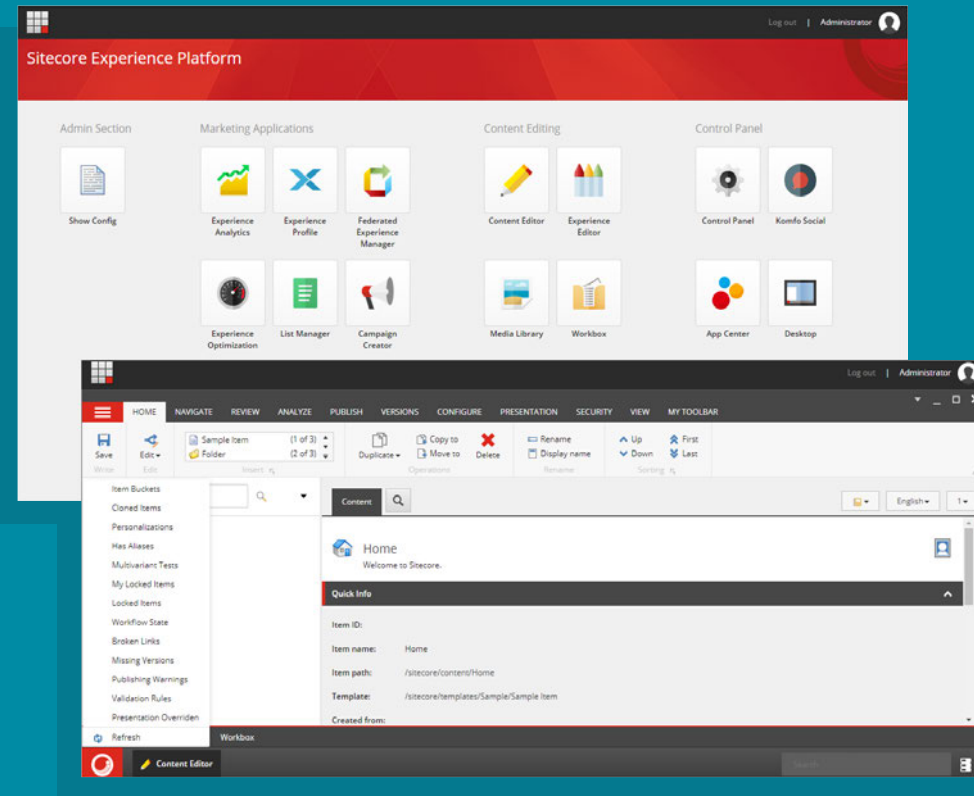 Log out | Administrator
Sitecore Experience Platform
Admin Section
Marketing Applications
Content Editing
Control Panel
Show Config
Experience
Analytics
Experience
Profile
Federated
Experience
Manager
Content Editor
Experience
Editor
Control Panel
Komfo Social
Experience
Optimization
List Manager
Campaign
Creator
Media Library
Workbox
App Center
Desktop
Log out | Administrator
HOME NAVIGATE REVIEW ANALYZE PUBLISH VERSIONS CONFIGURE PRESENTATION SECURITY VIEW MY TOOLBAR
Save
Write
Edit
Edit
Sample Item (1 of 3)
Folder (2 of 3)
Insert
Duplicate
Copy to
Move to
Delete
Operations
Rename
Display name
Rename
Up
Down
First
Last
Sorting
Item Buckets
Cloned Items
Personalizations
Has Aliases
Multivariant Tests
My Locked Items
Locked Items
Workflow State
Broken Links
Missing Versions
Publishing Warnings
Validation Rules
Presentation Overriden
Refresh
Content
English
1
Home
Welcome to Sitecore.
Quick Info
Item ID:
Item name: Home
Item path: /sitecore/content/Home
Template: /sitecore/templates/Sample/Sample Item
Created from:
Workbox
Content Editor
Search